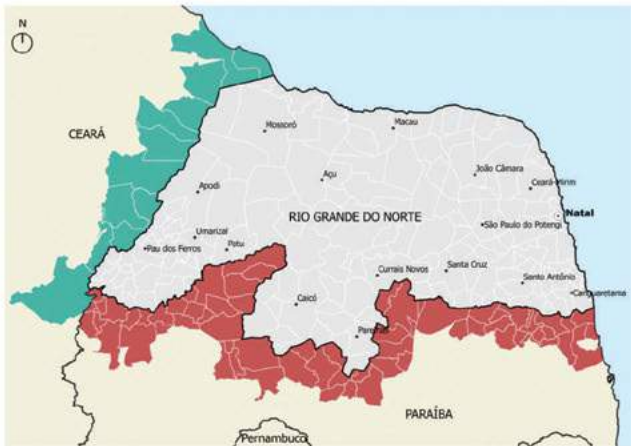 N
CEARÁ
Mossoró
Macau
Açu
João Câmara
Ceará-Mirim
Apodi
RIO GRANDE DO NORTE
Natal
São Paulo do Potengi
Umarizal
Pau dos Ferros
Patu
Currais Novos
Santa Cruz
Santo Antônio
Canguaretama
Caicó
Parelhas
PARAÍBA
Pernambuco